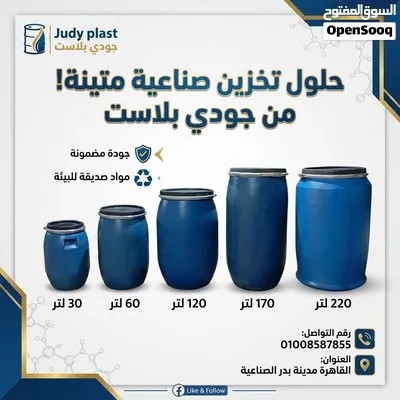 Judy plast
جودي بلاست
السوق المفتوح
OpenSooq
حلول تخزين صناعية متينة!
من جودي بلاست
جودة مضمونة
مواد صديقة للبيئة
220 لتر
170 لتر
120 لتر
60 لتر
30 لتر
رقم التواصل:
01008587855
العنوان:
القاهرة مدينة بدر الصناعية
Like & Follow